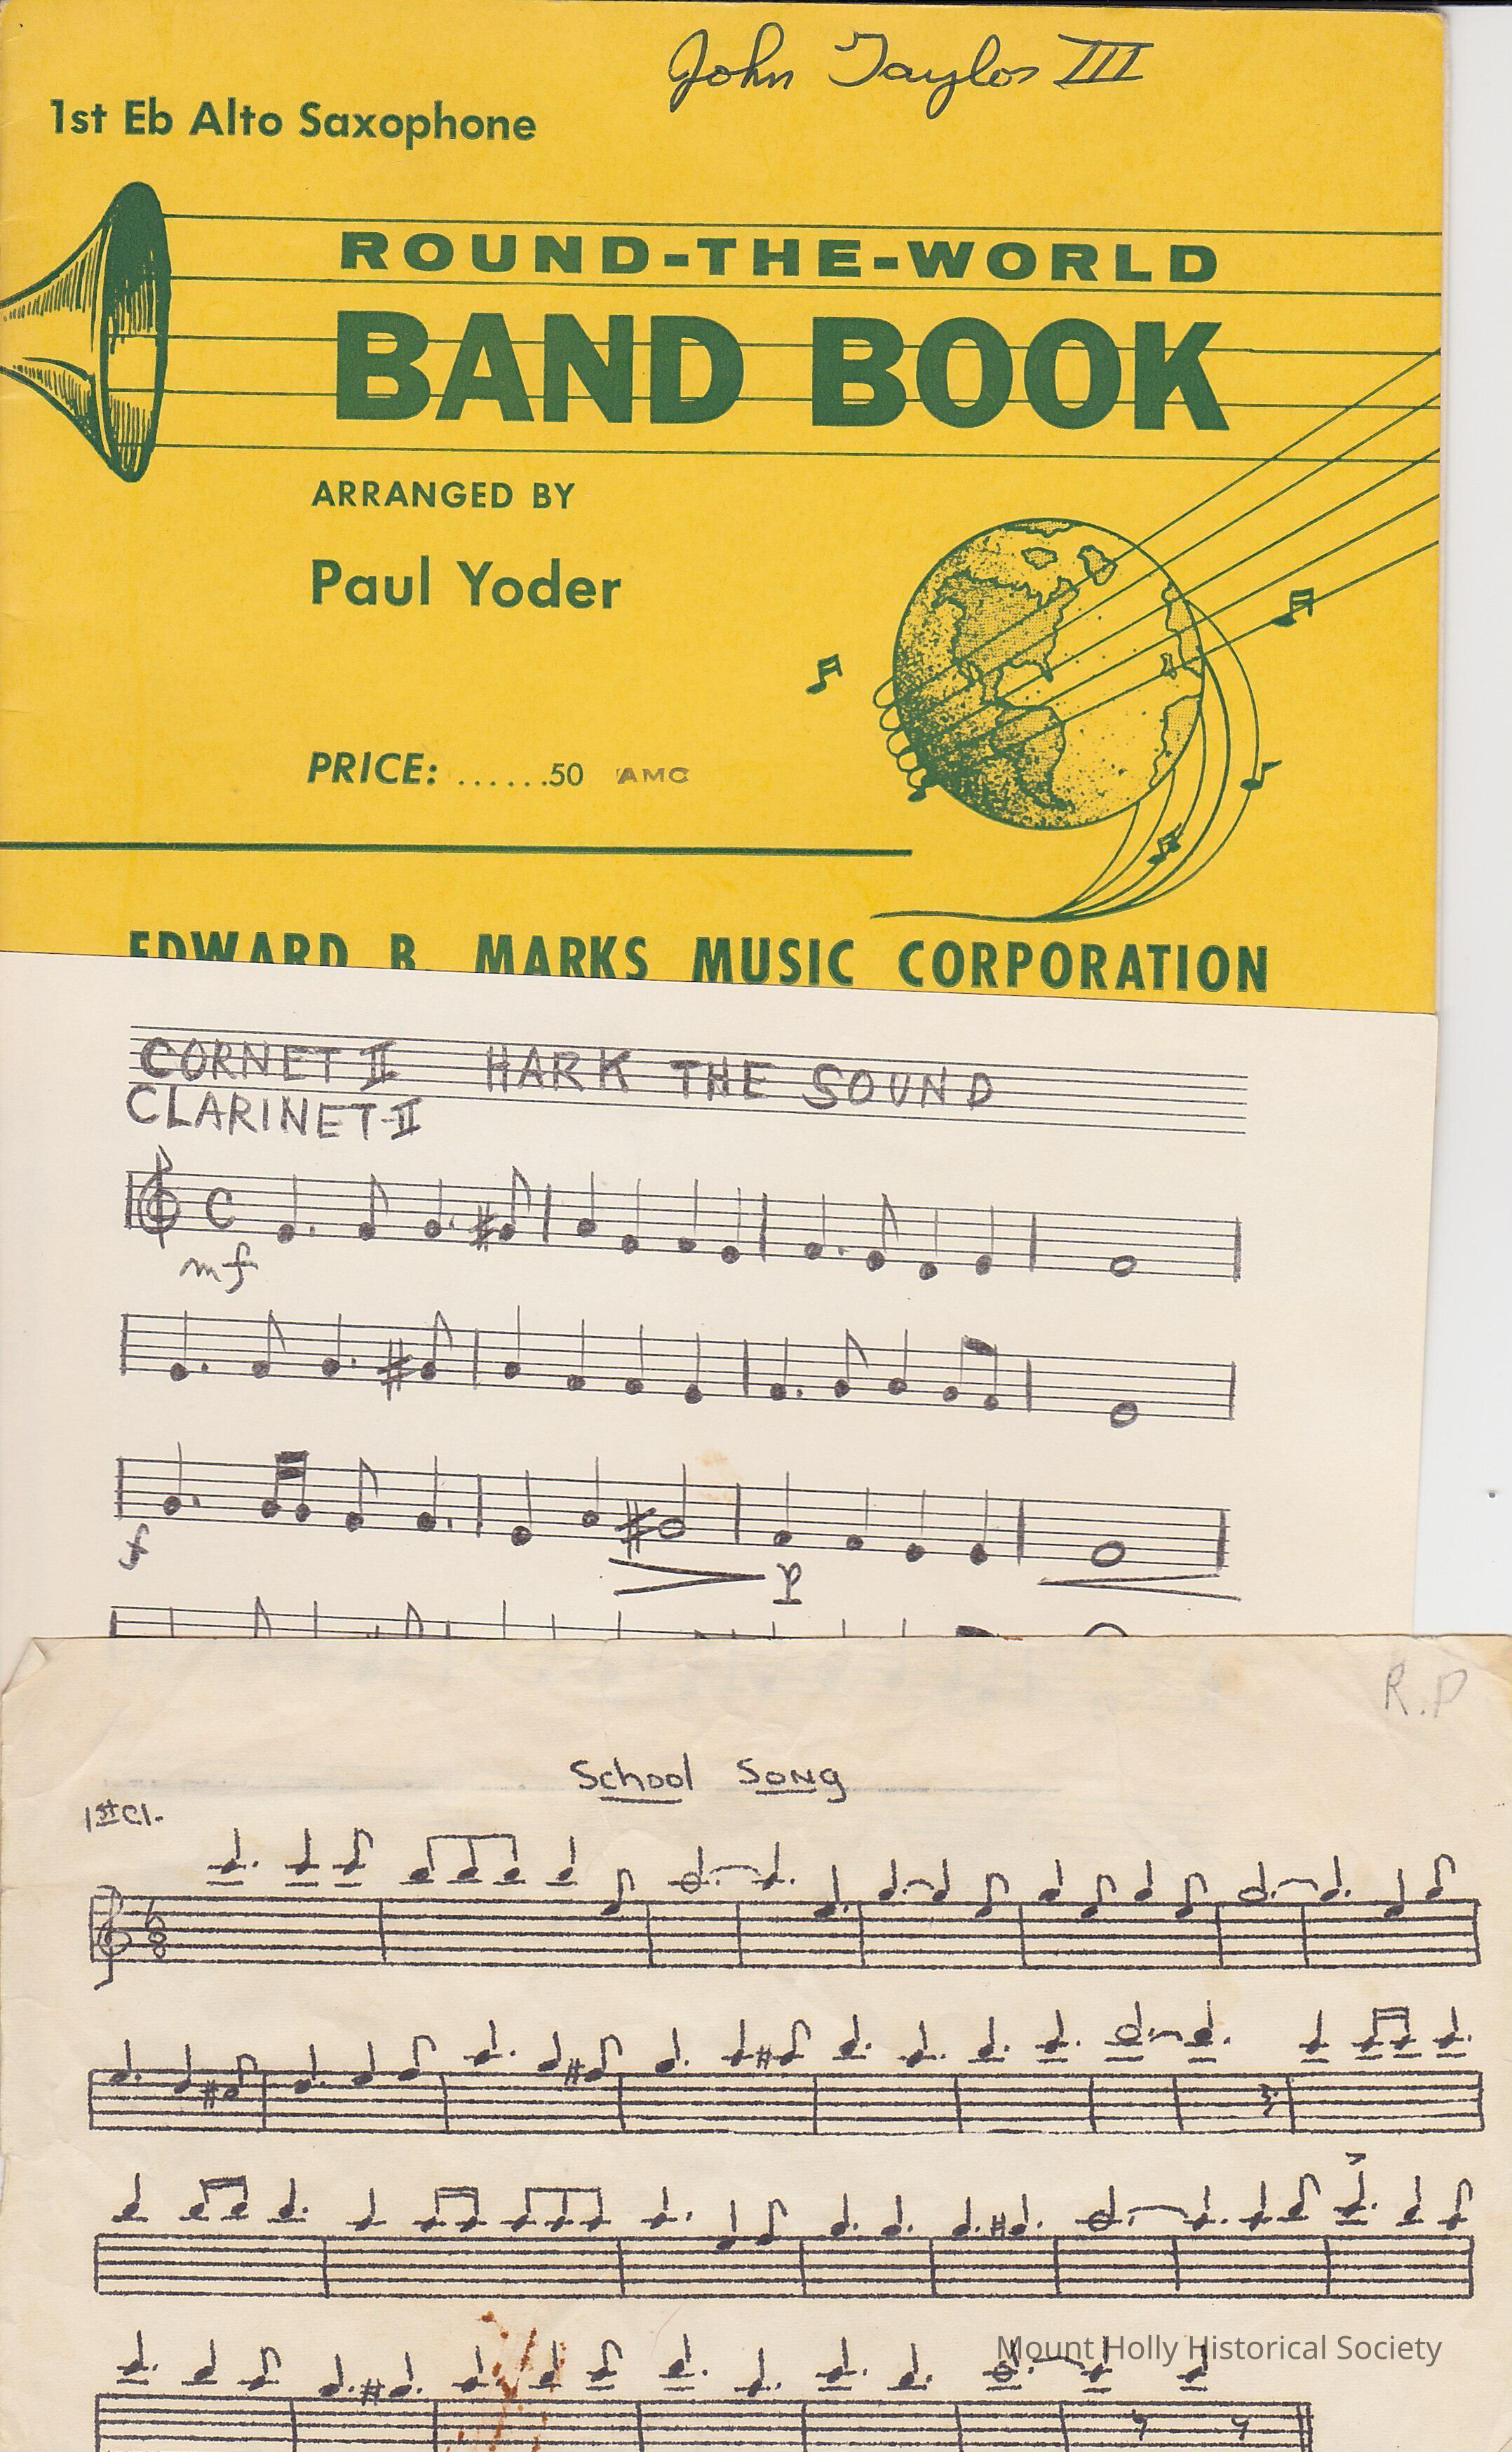 John Taylor III
1st Eb Alto Saxophone
ROUND-THE-WORLD
BAND BOOK
ARRANGED BY
Paul Yoder
PRICE: ......50 AMC
EDWARD B. MARKS MUSIC CORPORATION
CORNET II HARK THE SOUND
CLARINET-II
C
mf
f
p
R.P
School Song
1st Cl.
6
8
Mount Holly Historical Society